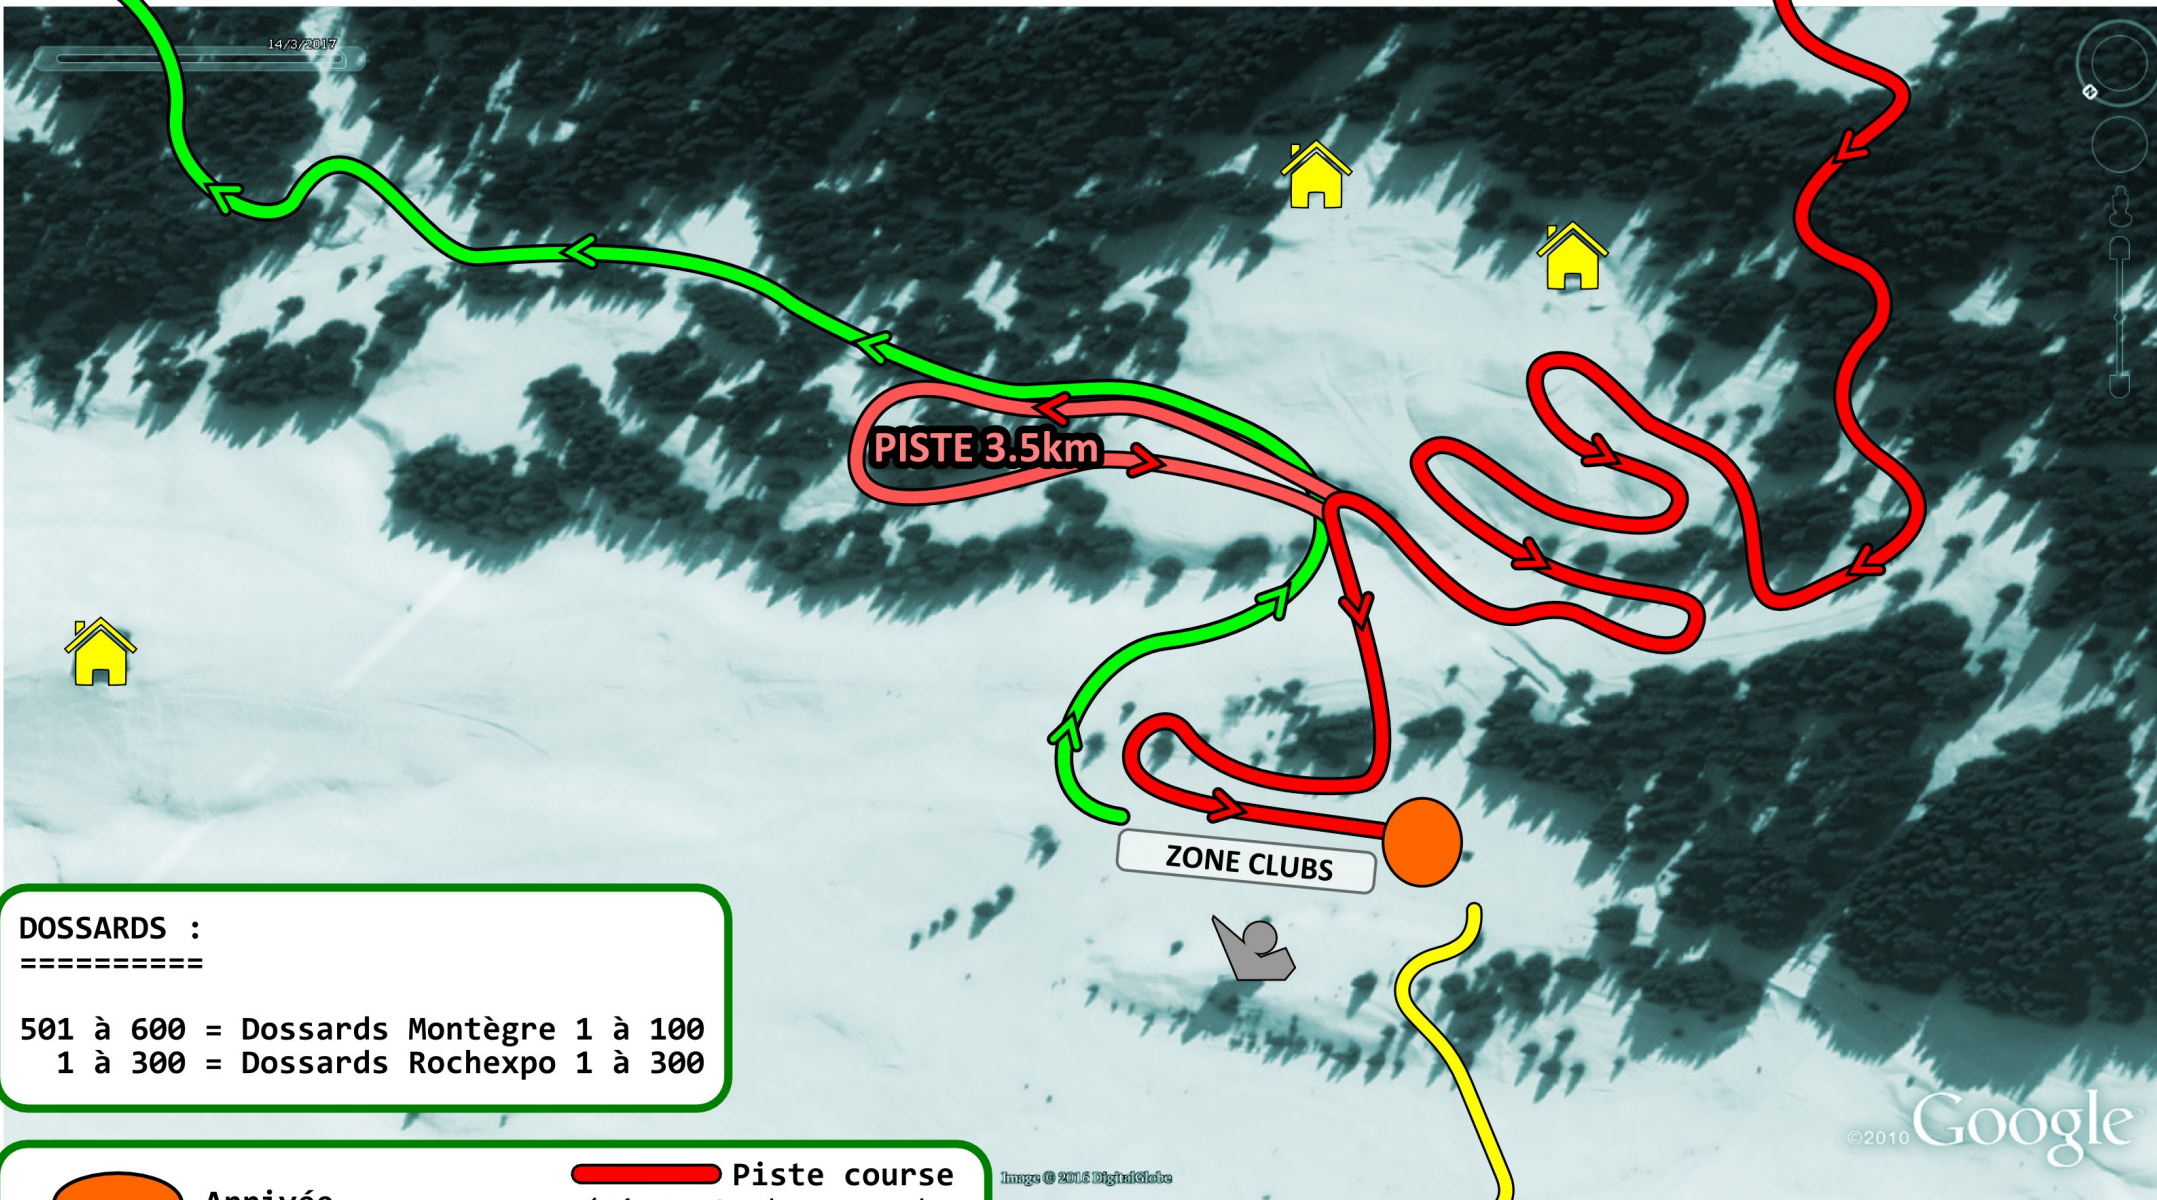 14/3/2017
PISTE 3.5km
ZONE CLUBS
DOSSARDS :
==========
501 à 600 = Dossards Montègre 1 à 100
1 à 300 = Dossards Rochexpo 1 à 300
Arrivée
Piste course
Image © 2016 DigitalGlobe
©2010 Google